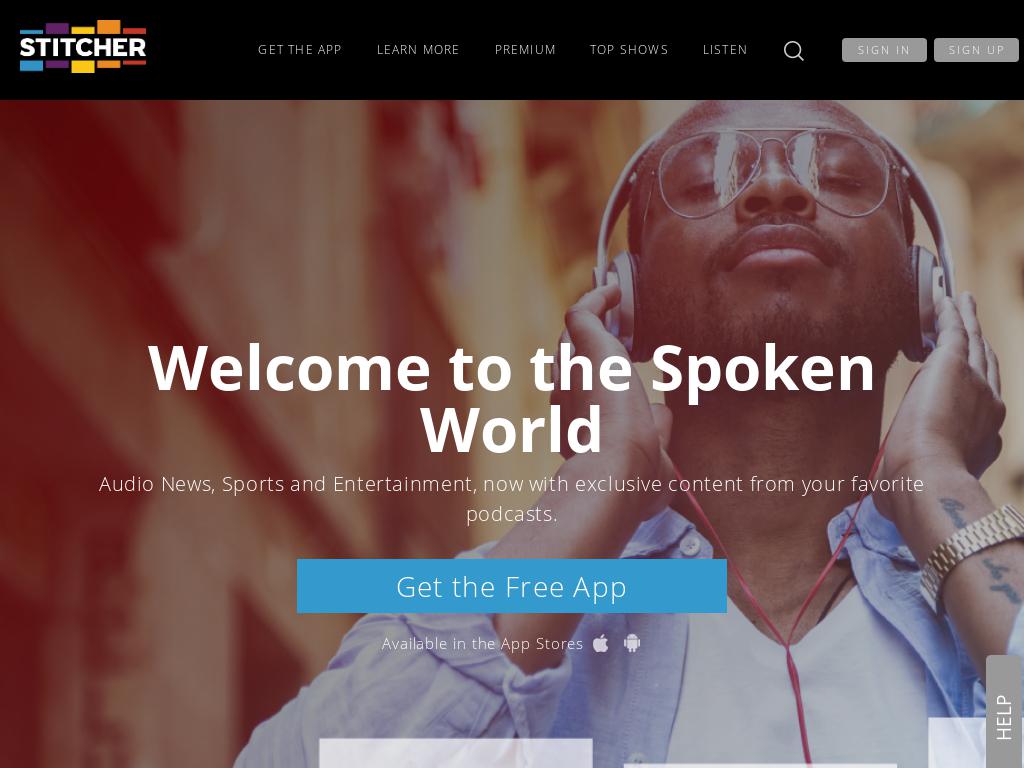 STITCHER
GET THE APP
LEARN MORE
PREMIUM
TOP SHOWS
LISTEN
SIGN IN
SIGN UP
Welcome to the Spoken
World
Audio News, Sports and Entertainment, now with exclusive content from your favorite
podcasts.
Get the Free App
Available in the App Stores
HELP